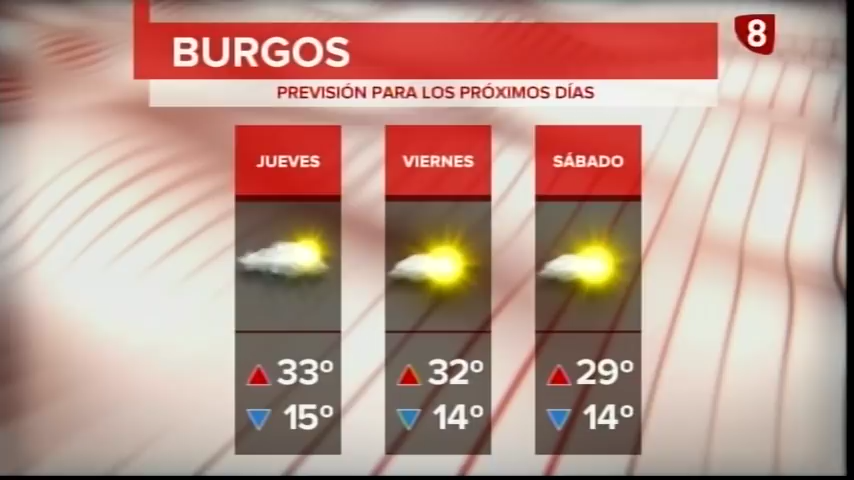 BURGOS
8
PREVISIÓN PARA LOS PRÓXIMOS DÍAS
JUEVES
VIERNES
SÁBADO
33º
32º
29º
15º
14º
14º